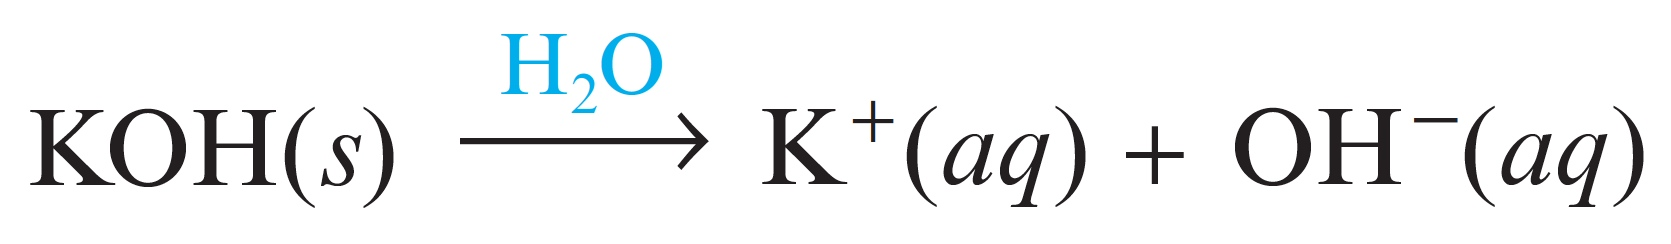 H₂O
KOH(s) ⟶ K⁺(aq) + OH⁻(aq)